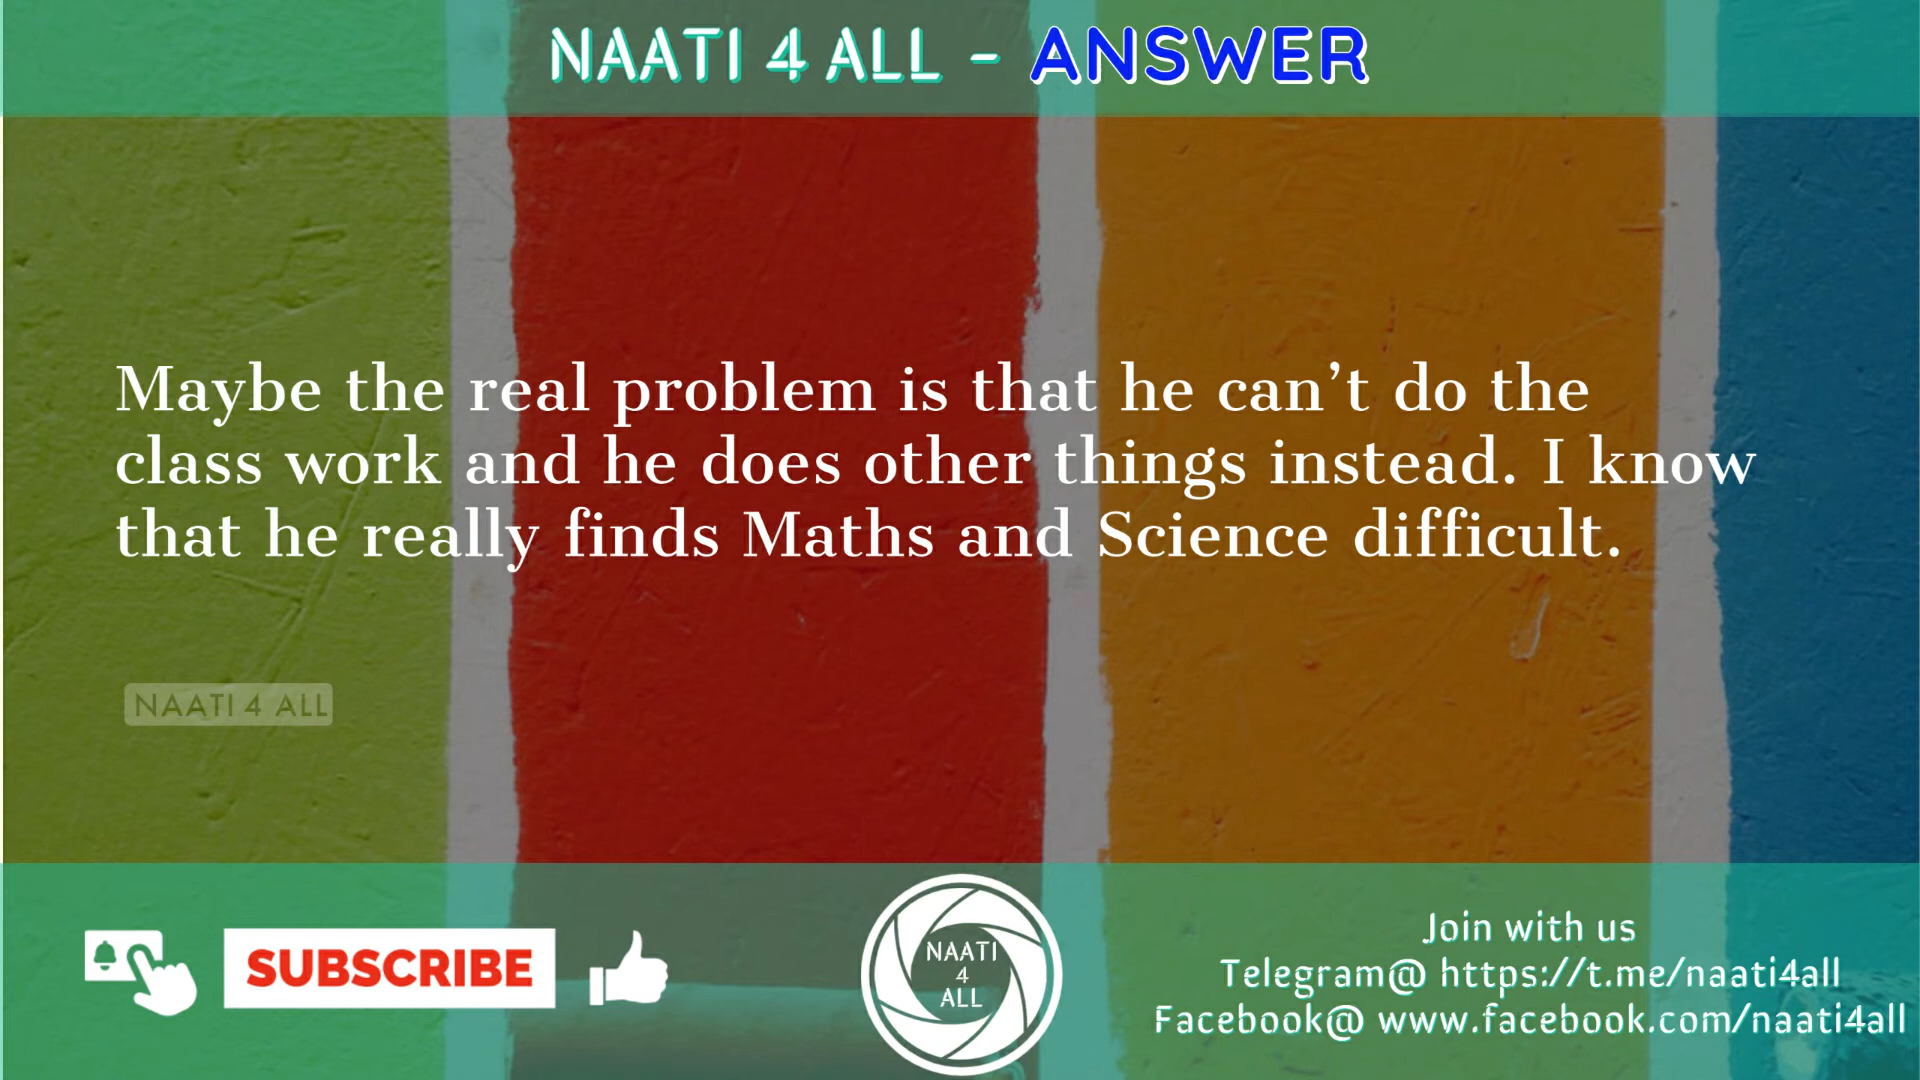 NAATI 4 ALL - ANSWER
Maybe the real problem is that he can’t do the
class work and he does other things instead. I know
that he really finds Maths and Science difficult.
NAATI 4 ALL
SUBSCRIBE
NAATI
4
ALL
Join with us
Telegram@ https://t.me/naati4all
Facebook@ www.facebook.com/naati4all